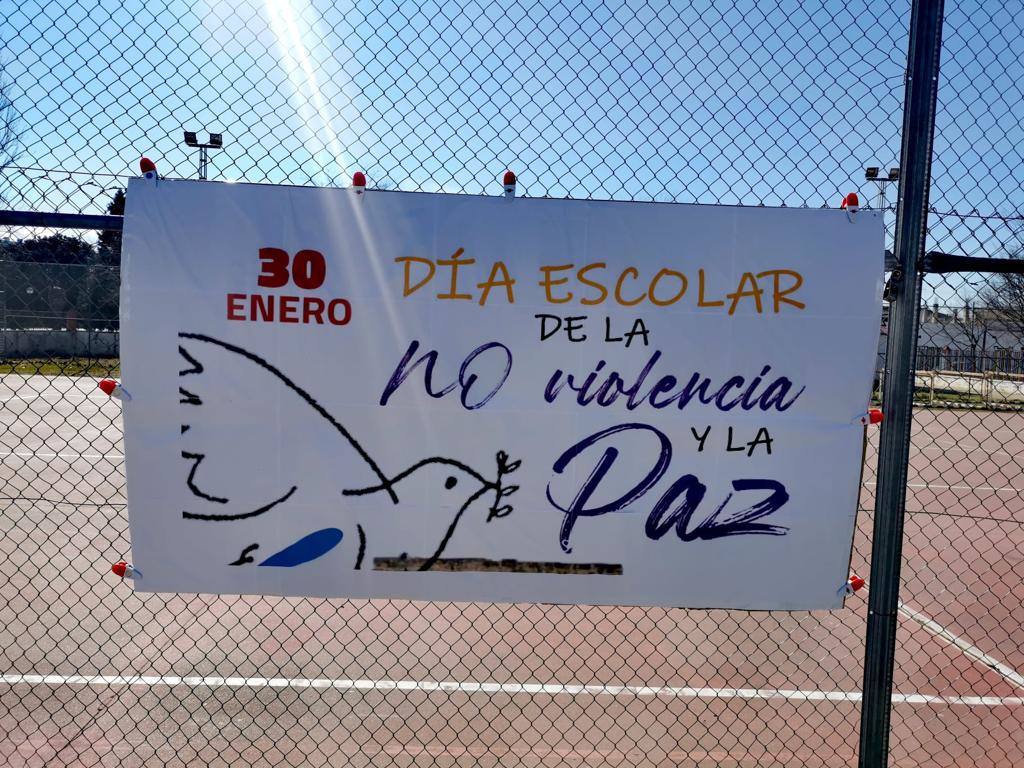 30
ENERO
DÍA ESCOLAR
DE LA
NO violencia
Y LA
Paz